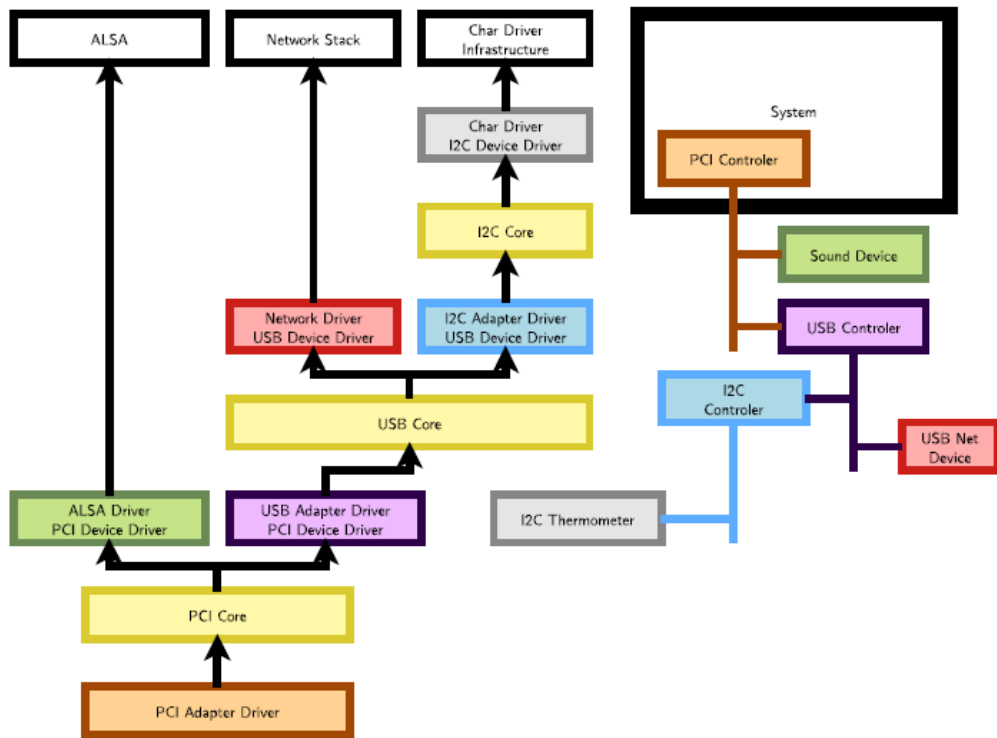 ALSA
Network Stack
Char Driver
Infrastructure
Char Driver
I2C Device Driver
I2C Core
Network Driver
USB Device Driver
I2C Adapter Driver
USB Device Driver
USB Core
ALSA Driver
PCI Device Driver
USB Adapter Driver
PCI Device Driver
PCI Core
PCI Adapter Driver
System
PCI Controler
Sound Device
USB Controler
I2C
Controler
USB Net
Device
I2C Thermometer